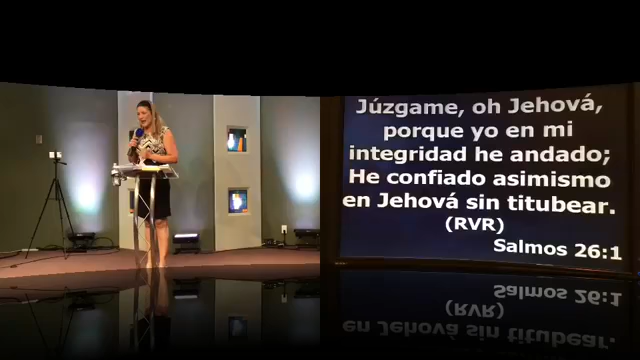 Júzgame, oh Jehová,
porque yo en mi
integridad he andado;
He confiado asimismo
en Jehová sin titubear.
(RVR)
Salmos 26:1